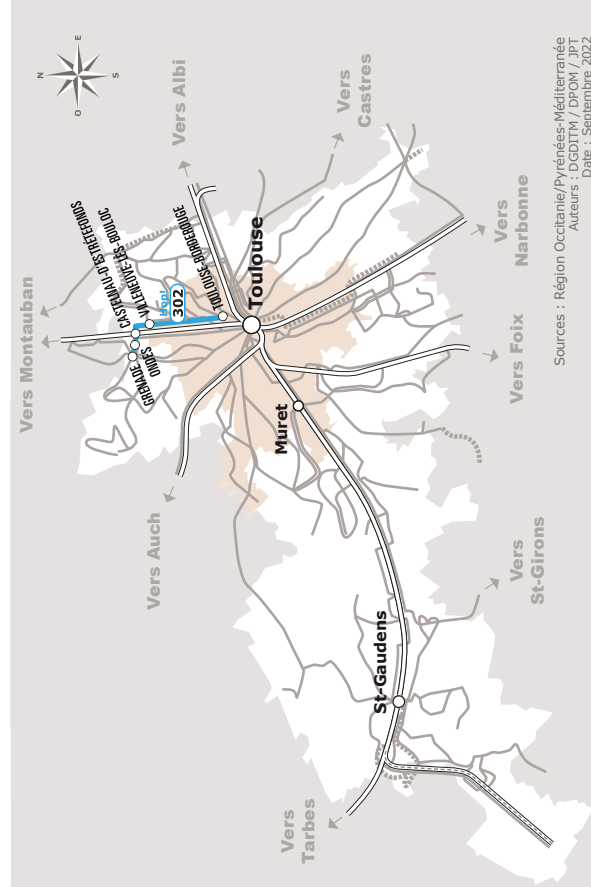 N
E
S
O
Vers Montauban
Vers Albi
Vers
Castres
CASTELNAU-D'ESTRÉTEFONDS
VILLENEUVE-LÈS-BOULOC
TOULOUSE-BORDEROUGE
GRENADE
ONDES
Hop!
302
Toulouse
Vers
Narbonne
Vers Auch
Muret
Vers Foix
Vers
St-Girons
St-Gaudens
Vers
Tarbes
Sources : Région Occitanie/Pyrénées-Méditerranée
Auteurs : DGDITM / DPOM / JPT
Date : Septembre 2022